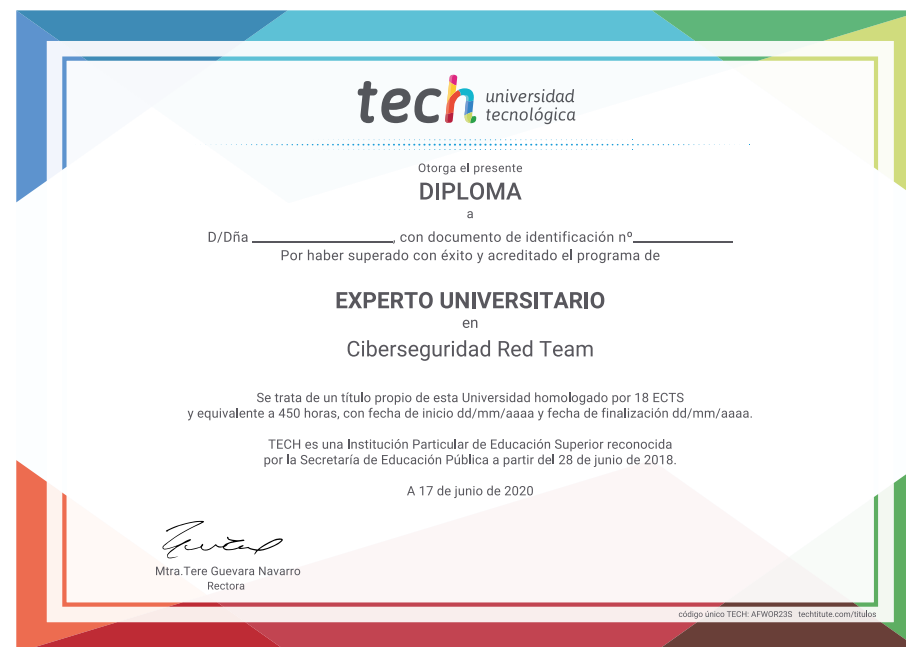 tech universidad
tecnológica
Otorga el presente
DIPLOMA
a
D/Dña ____________________, con documento de identificación nº______________
Por haber superado con éxito y acreditado el programa de
EXPERTO UNIVERSITARIO
en
Ciberseguridad Red Team
Se trata de un título propio de esta Universidad homologado por 18 ECTS
y equivalente a 450 horas, con fecha de inicio dd/mm/aaaa y fecha de finalización dd/mm/aaaa.
TECH es una Institución Particular de Educación Superior reconocida
por la Secretaría de Educación Pública a partir del 28 de junio de 2018.
A 17 de junio de 2020
Mtra.Tere Guevara Navarro
Rectora
código único TECH: AFWOR23S techtitute.com/titulos